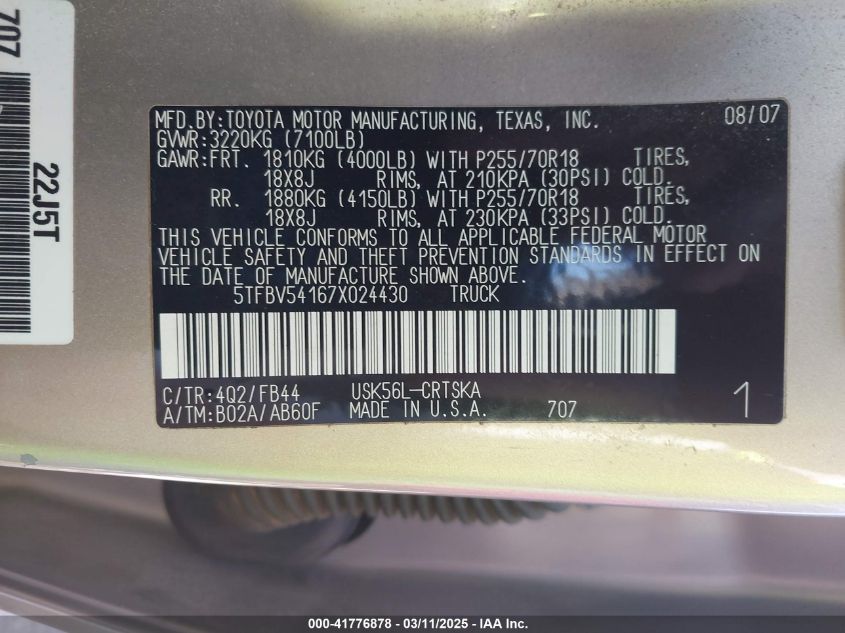 707
22J5T
MFD.BY:TOYOTA MOTOR MANUFACTURING, TEXAS, INC. 08/07
GVWR:3220KG (7100LB)
GAWR:FRT. 1810KG (4000LB) WITH P255/70R18 TIRES,
18X8J RIMS, AT 210KPA (30PSI) COLD.
RR. 1880KG (4150LB) WITH P255/70R18 TIRES,
18X8J RIMS, AT 230KPA (33PSI) COLD.
THIS VEHICLE CONFORMS TO ALL APPLICABLE FEDERAL MOTOR
VEHICLE SAFETY AND THEFT PREVENTION STANDARDS IN EFFECT ON
THE DATE OF MANUFACTURE SHOWN ABOVE.
5TFBV54167X024430 TRUCK
C/TR:4Q2/FB44 USK56L-CRTSKA
A/TM:B02A/AB60F MADE IN U.S.A. 707 1
000-41776878 — 03/11/2025 — IAA Inc.